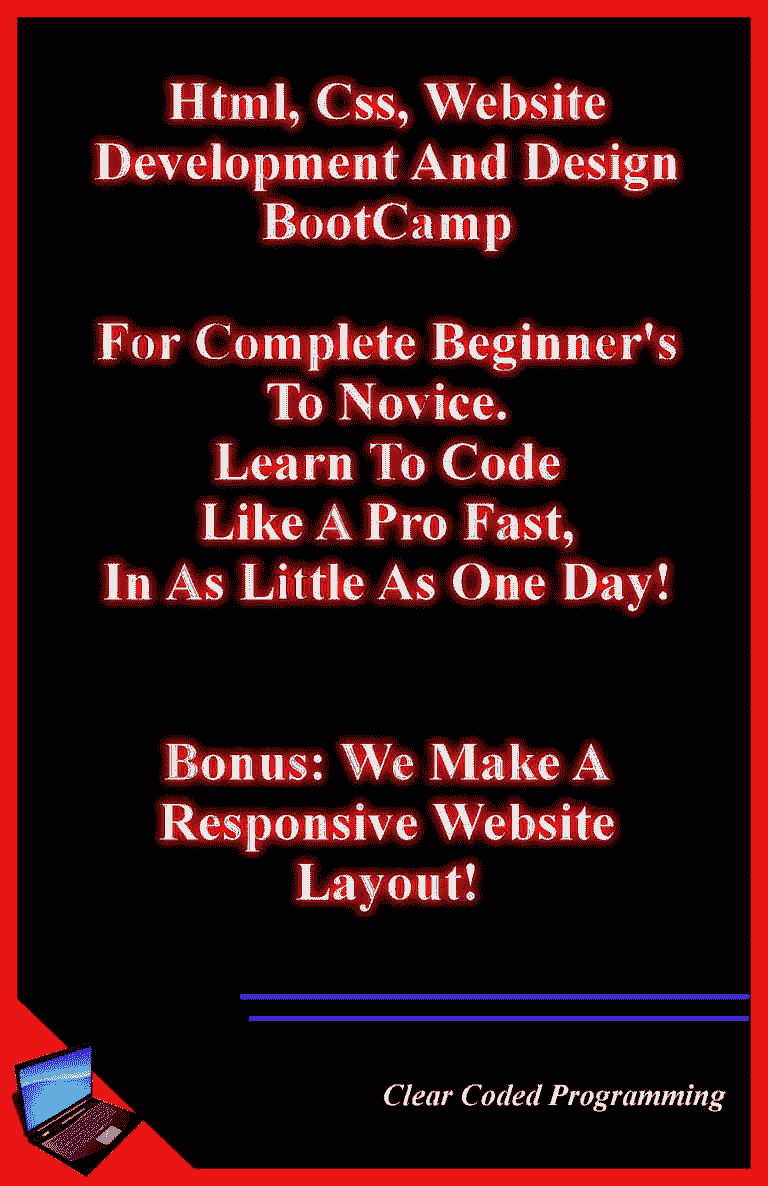 Html, Css, Website
Development And Design
BootCamp
For Complete Beginner's
To Novice.
Learn To Code
Like A Pro Fast,
In As Little As One Day!
Bonus: We Make A
Responsive Website
Layout!
Clear Coded Programming